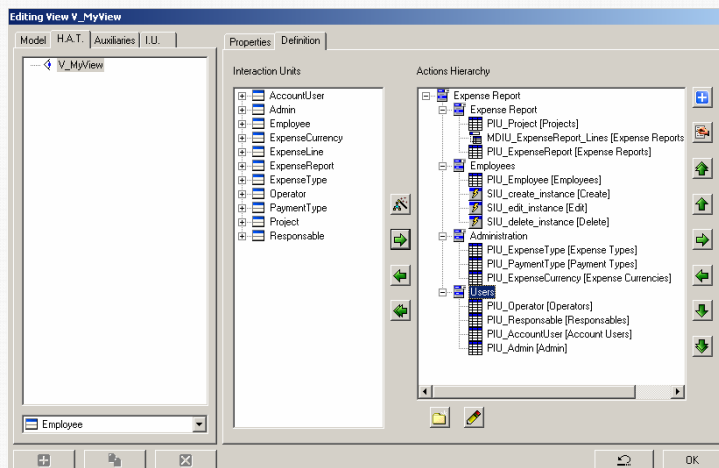 Editing View V_MyView
Model H.A.T. Auxiliaries I.U.
V_MyView
Employee
Properties Definition
Interaction Units
AccountUser
Admin
Employee
ExpenseCurrency
ExpenseLine
ExpenseReport
ExpenseType
Operator
PaymentType
Project
Responsable
Actions Hierarchy
Expense Report
Expense Report
PIU_Project [Projects]
MDIU_ExpenseReport_Lines [Expense Reports
PIU_ExpenseReport [Expense Reports]
Employees
PIU_Employee [Employees]
SIU_create_instance [Create]
SIU_edit_instance [Edit]
SIU_delete_instance [Delete]
Administration
PIU_ExpenseType [Expense Types]
PIU_PaymentType [Payment Types]
PIU_ExpenseCurrency [Expense Currencies]
Users
PIU_Operator [Operators]
PIU_Responsable [Responsables]
PIU_AccountUser [Account Users]
PIU_Admin [Admin]
OK